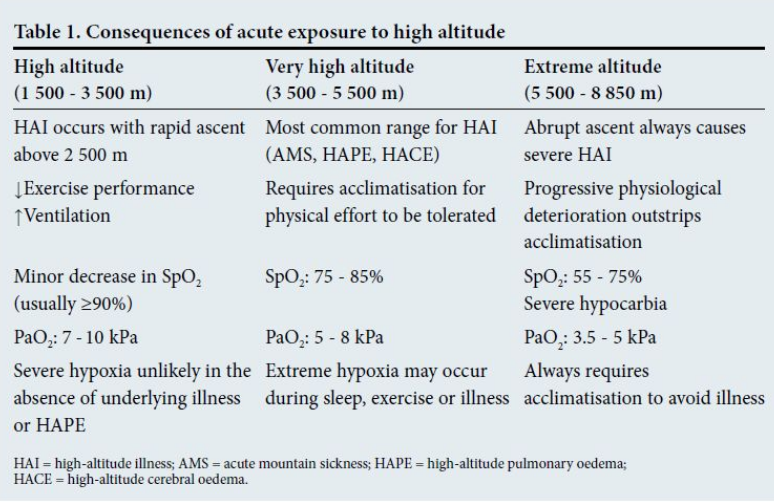 Table 1. Consequences of acute exposure to high altitude
High altitude Very high altitude Extreme altitude
(1 500 - 3 500 m) (3 500 - 5 500 m) (5 500 - 8 850 m)
HAI occurs with rapid ascent Most common range for HAI Abrupt ascent always causes
above 2 500 m (AMS, HAPE, HACE) severe HAI
↓Exercise performance Requires acclimatisation for Progressive physiological
↑Ventilation physical effort to be tolerated deterioration outstrips
acclimatisation
Minor decrease in SpO₂ SpO₂: 75 - 85% SpO₂: 55 - 75%
(usually ≥90%) Severe hypocarbia
PaO₂: 7 - 10 kPa PaO₂: 5 - 8 kPa PaO₂: 3.5 - 5 kPa
Severe hypoxia unlikely in the Extreme hypoxia may occur Always requires
absence of underlying illness during sleep, exercise or illness acclimatisation to avoid illness
or HAPE
HAI = high-altitude illness; AMS = acute mountain sickness; HAPE = high-altitude pulmonary oedema;
HACE = high-altitude cerebral oedema.